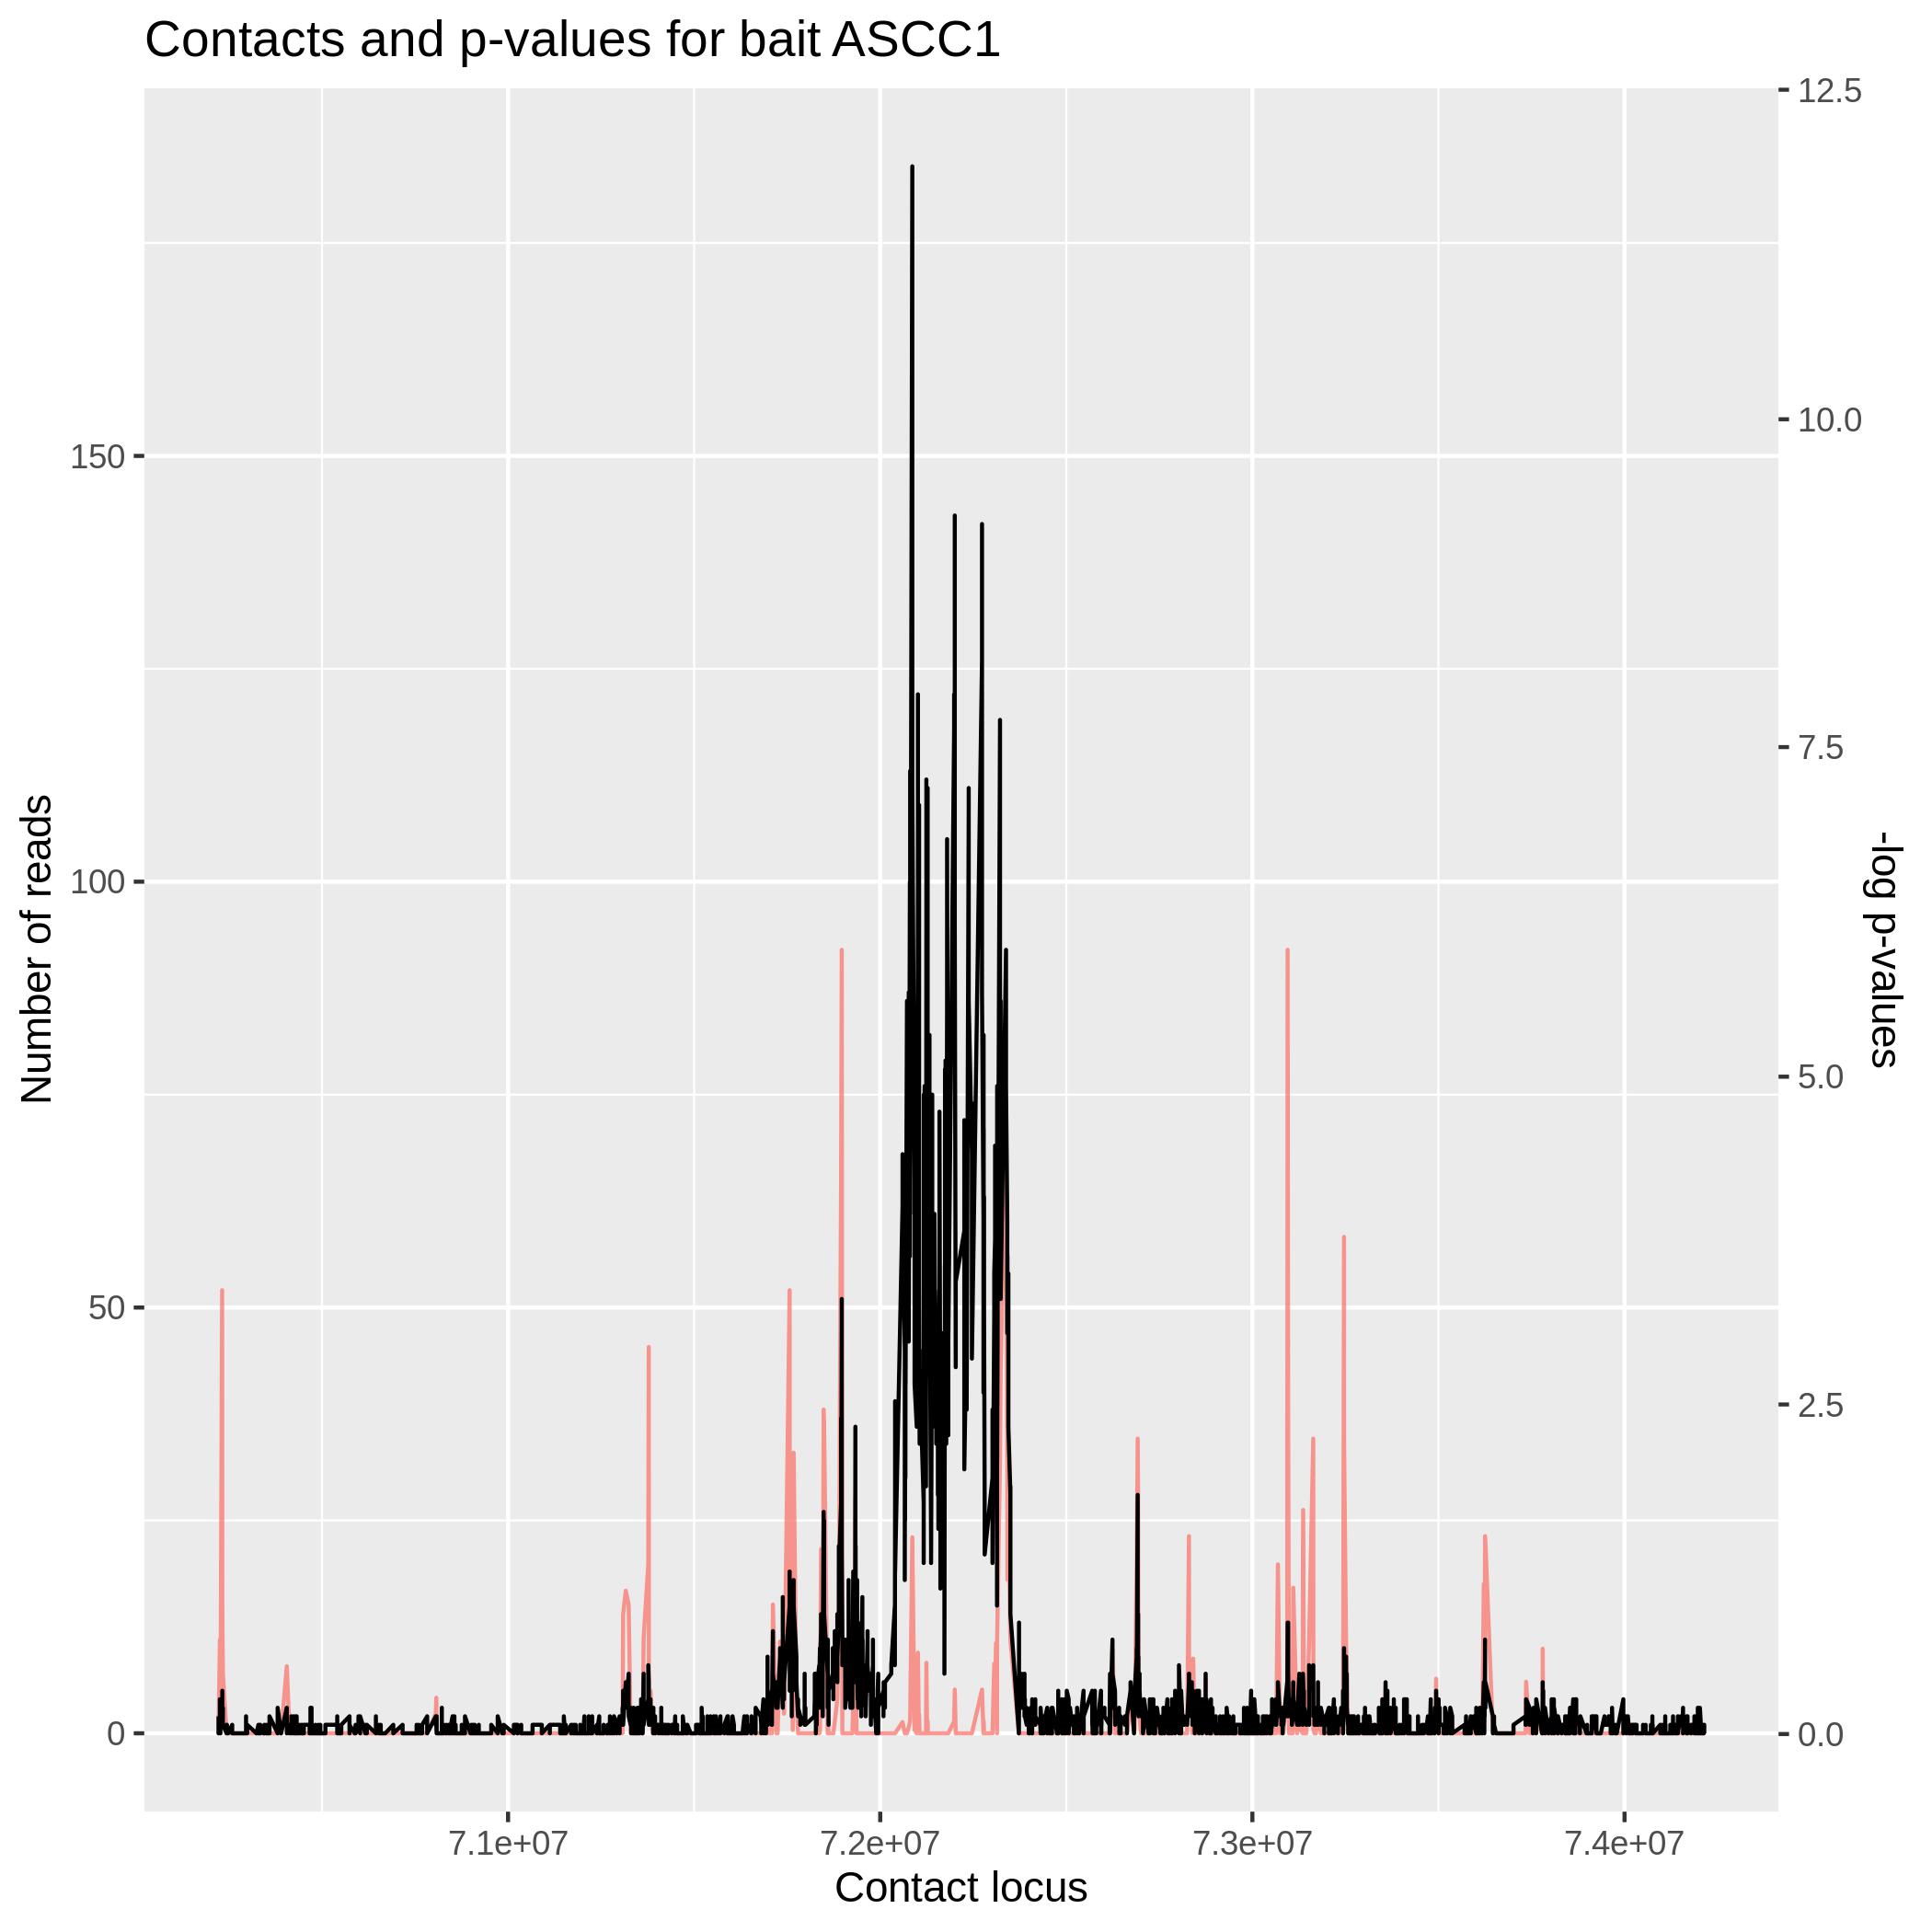 Contacts and p-values for bait ASCC1
Number of reads
150
100
50
0
12.5
10.0
7.5
5.0
2.5
0.0
-log p-values
7.1e+07
7.2e+07
7.3e+07
7.4e+07
Contact locus